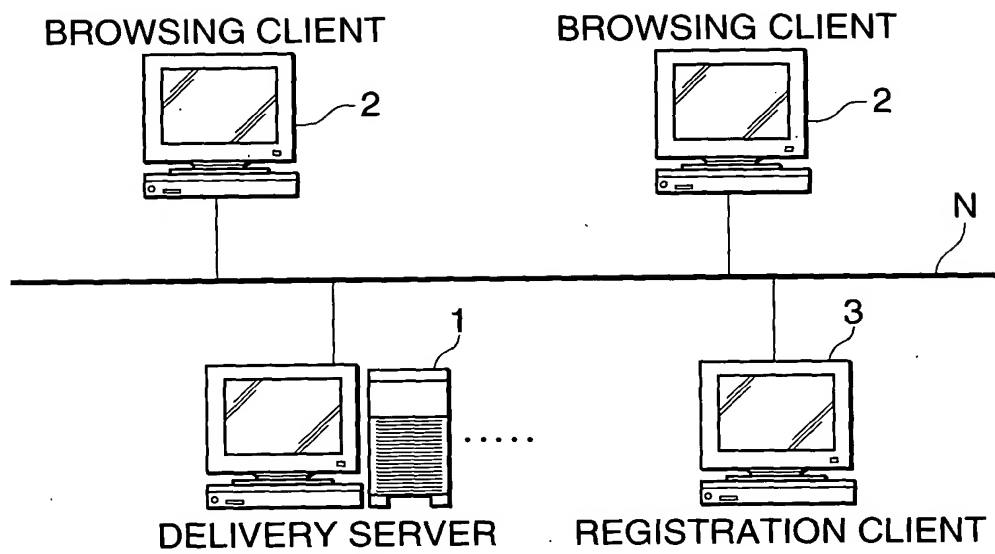 BROWSING CLIENT
BROWSING CLIENT
2
2
N
1
3
DELIVERY SERVER
REGISTRATION CLIENT